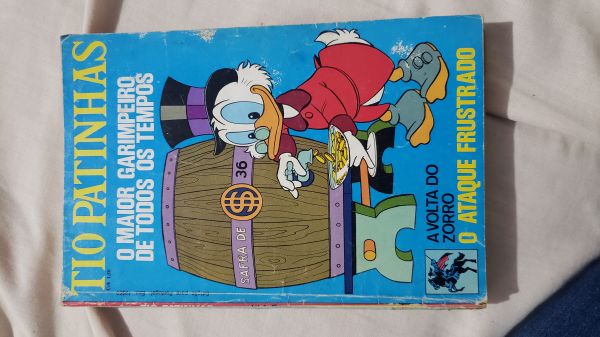 TIO PATINHAS
O MAIOR GARIMPEIRO
DE TODOS OS TEMPOS
SAFRA DE
36
$
A VOLTA DO
ZORRO
O ATAQUE FRUSTRADO